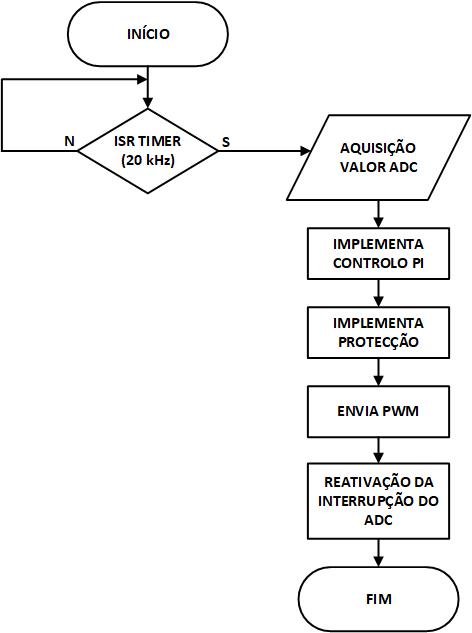 INÍCIO
N
ISR TIMER
(20 kHz)
S
AQUISIÇÃO
VALOR ADC
IMPLEMENTA
CONTROLO PI
IMPLEMENTA
PROTECÇÃO
ENVIA PWM
REATIVAÇÃO DA
INTERRUPÇÃO DO
ADC
FIM